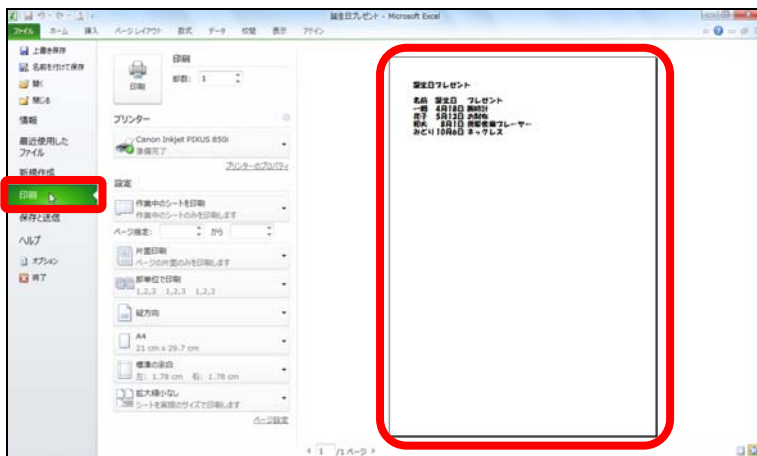 誕生日プレゼント - Microsoft Excel
ファイル ホーム 挿入 ページ レイアウト 数式 データ 校閲 表示 アドイン
上書き保存
名前を付けて保存
開く
閉じる
情報
最近使用した
ファイル
新規作成
印刷
保存と送信
ヘルプ
オプション
終了
印刷
印刷
部数: 1
プリンター
Canon Inkjet PIXUS 850i
準備完了
プリンターのプロパティ
設定
作業中のシートを印刷
作業中のシートのみを印刷します
ページ指定: から
片面印刷
ページの片面のみを印刷します
部単位で印刷
1,2,3 1,2,3 1,2,3
縦方向
A4
21 cm x 29.7 cm
標準の余白
左: 1.78 cm 右: 1.78 cm
拡大縮小なし
シートを実際のサイズで印刷します
ページ設定
誕生日プレゼント
名前 誕生日 プレゼント
一郎 4月18日 腕時計
花子 5月13日 お財布
和夫 8月1日 携帯音楽プレーヤー
みどり 10月6日 ネックレス
1 /1 ページ